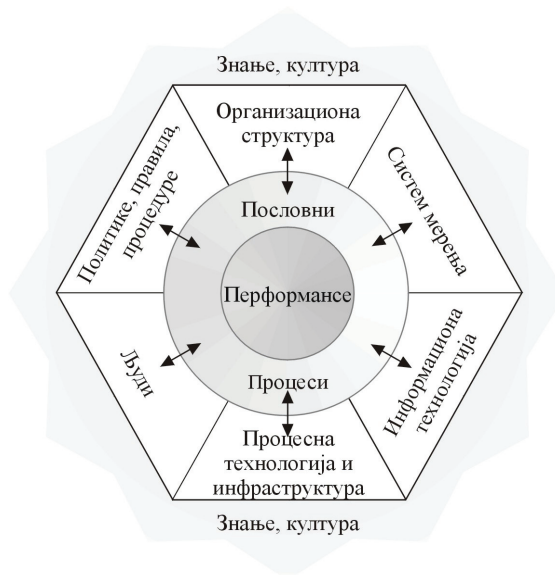 Знање, култура
Организациона
структура
Политике, правила,
процедуре
Систем мерења
Пословни
Перформансе
Процеси
Људи
Информациона
технологија
Процесна
технологија и
инфраструктура
Знање, култура